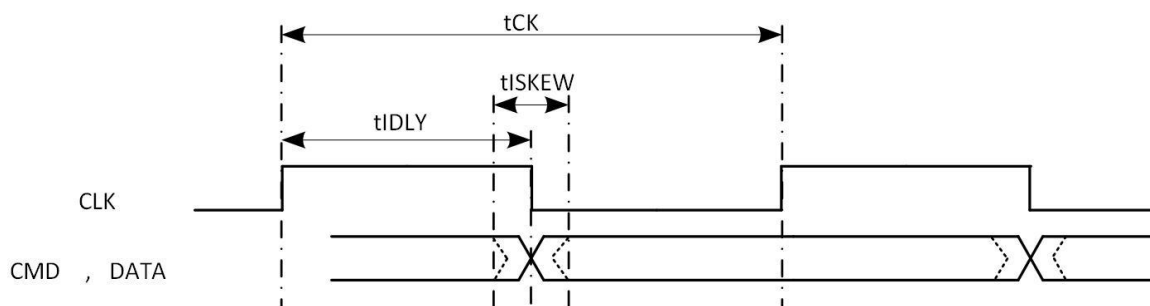 tCK
tISKEW
tIDLY
CLK
CMD , DATA